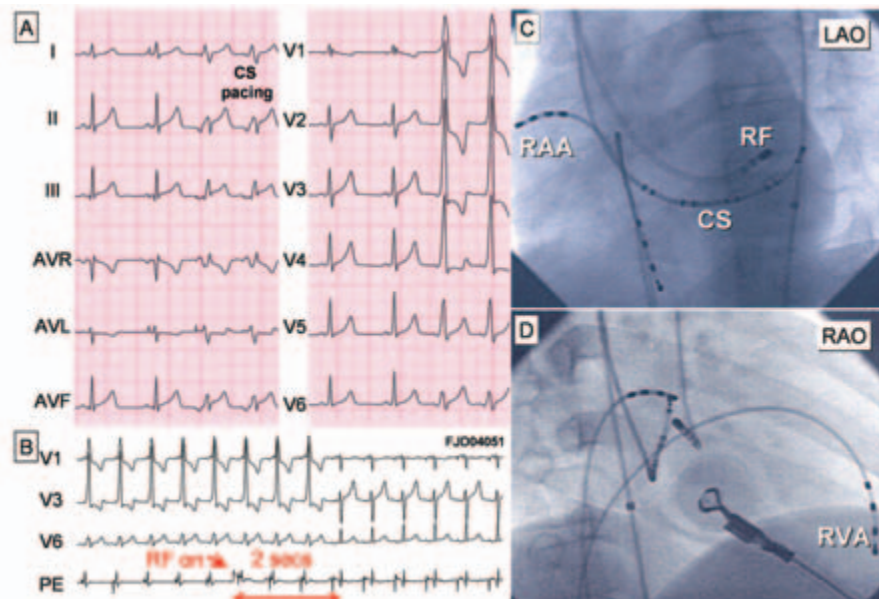 A
I
CS
pacing
II
III
AVR
AVL
AVF
V1
V2
V3
V4
V5
V6
B
FJD04051
V1
V3
V6
RF on
2 secs
PE
C
LAO
RAA
RF
CS
D
RAO
RVA